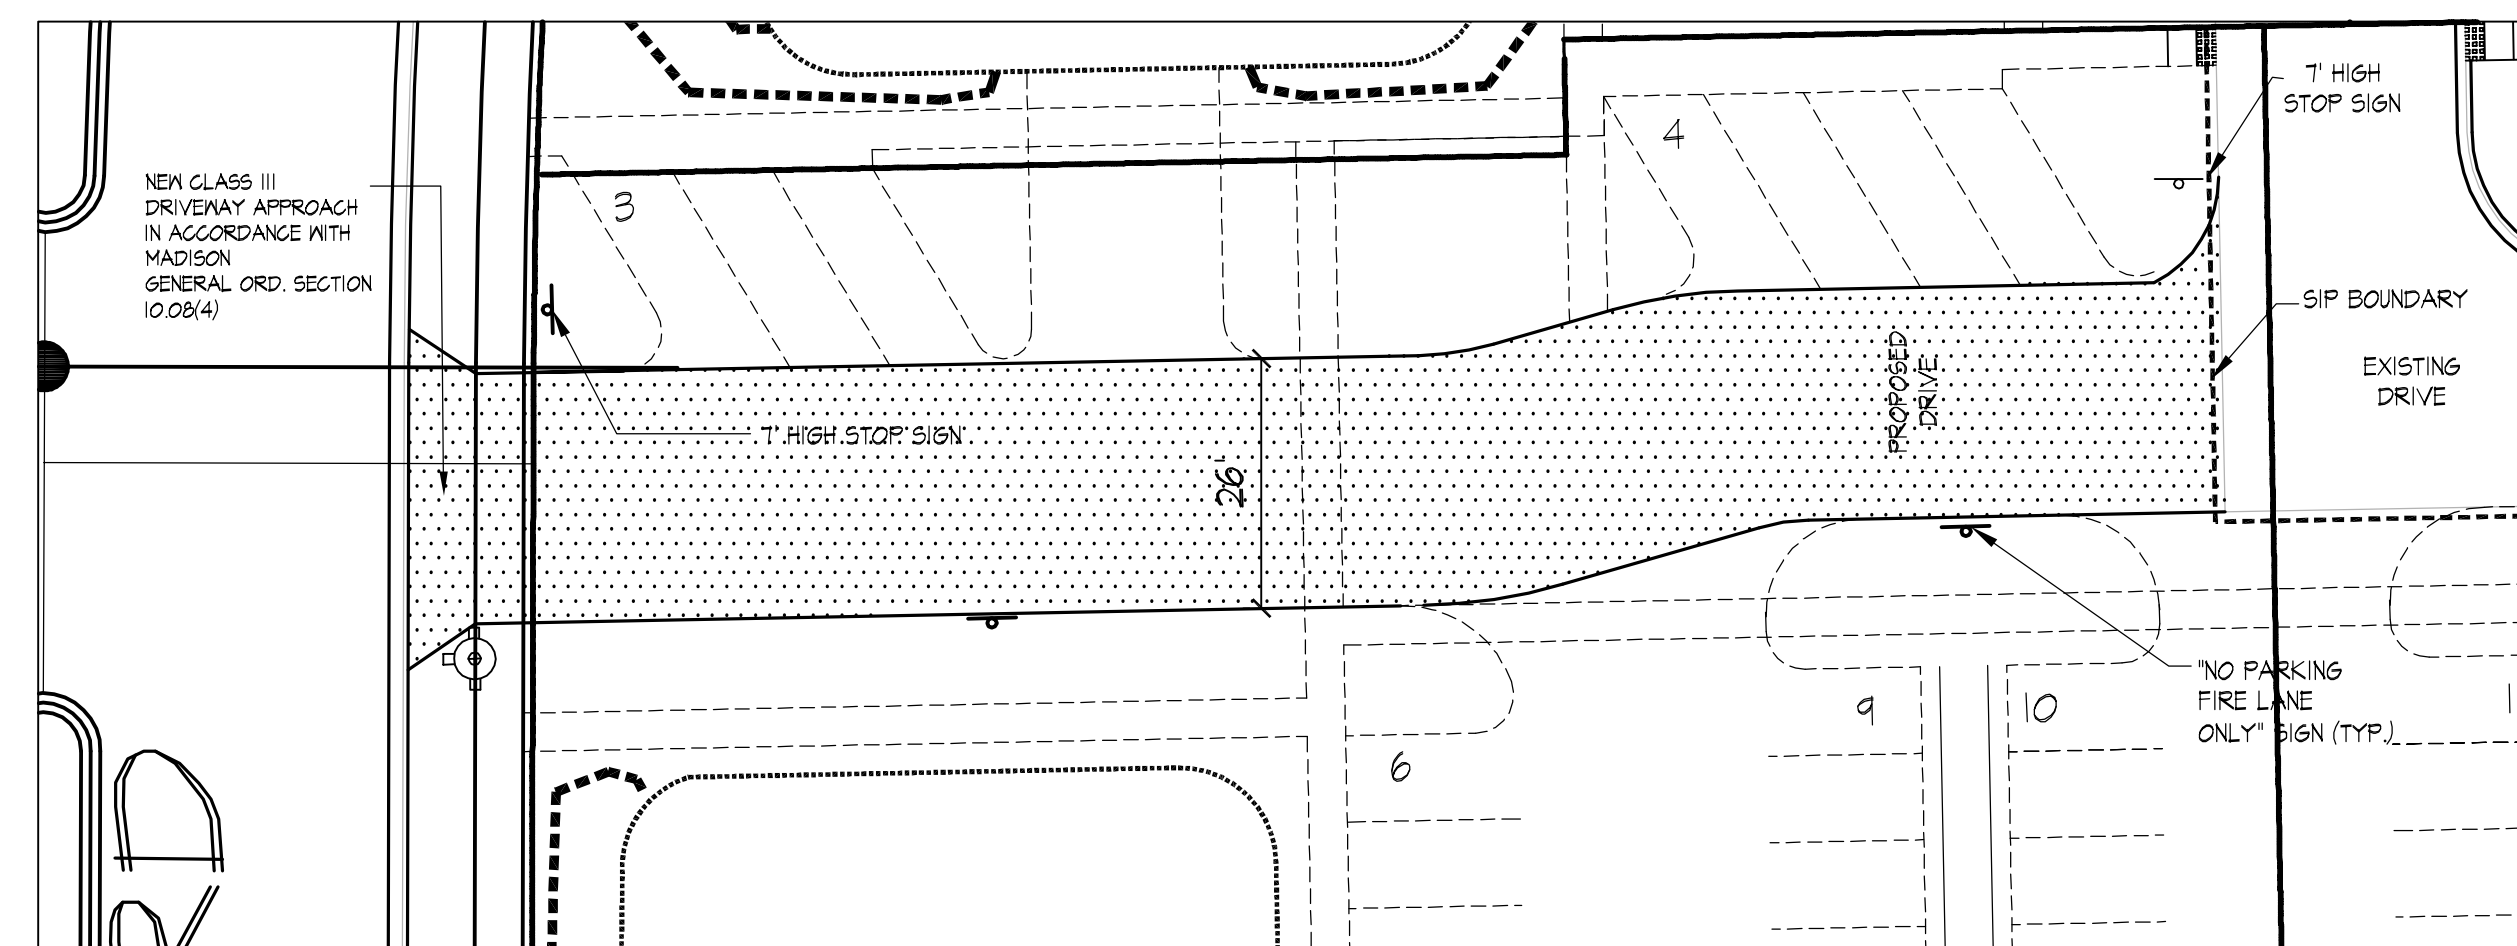 NEW CLASS III
DRIVEWAY APPROACH
IN ACCORDANCE WITH
MADISON
GENERAL ORD. SECTION
10.08(4)
3
4
7' HIGH
STOP SIGN
SIP BOUNDARY
EXISTING
DRIVE
PROPOSED
DRIVE
7' HIGH STOP SIGN
26'
"NO PARKING
FIRE LANE
ONLY" SIGN (TYP.)
6
9
10